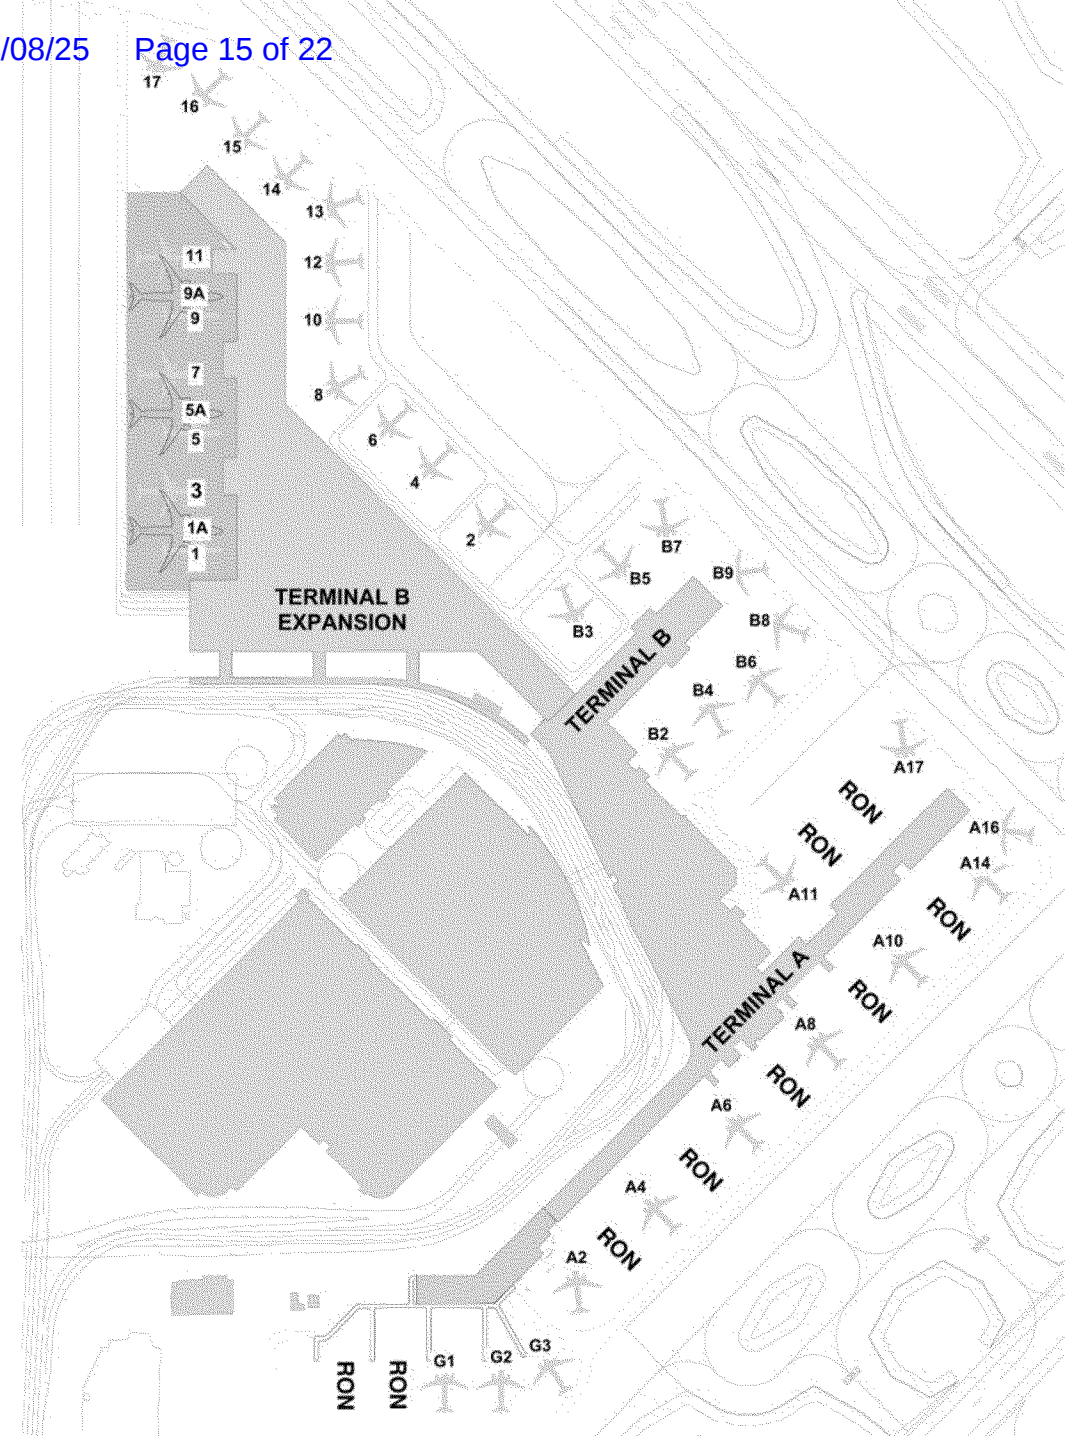 /08/25 Page 15 of 22
17
16
15
14
13
12
10
8
6
4
2
11
9A
9
7
5A
5
3
1A
1
TERMINAL B
EXPANSION
B7
B5
B3
B9
B8
B6
B4
B2
TERMINAL B
A17
RON
RON
A11
A16
A14
RON
A10
RON
TERMINAL A
A8
RON
A6
RON
A4
RON
A2
G3
G2
G1
RON
RON